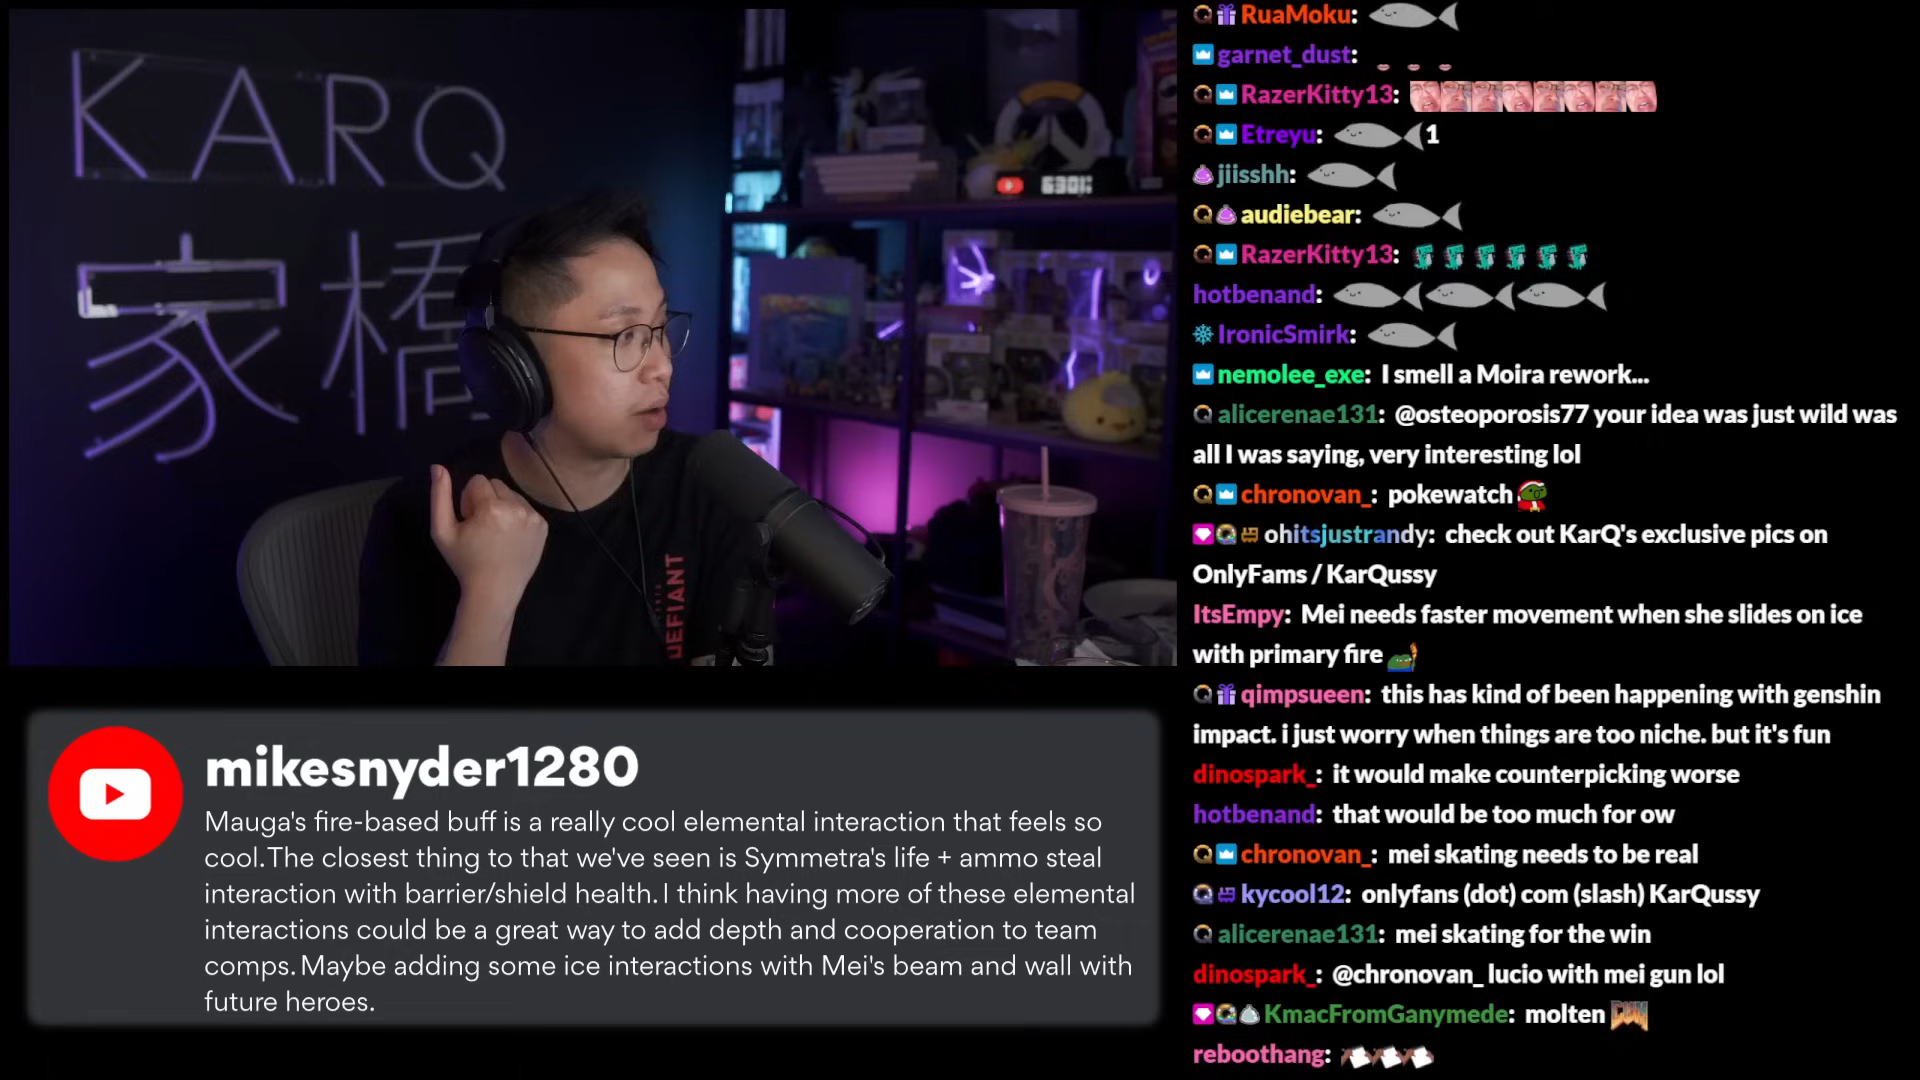 KARQ
家橋
630K
DEFIANT
mikesnyder1280
Mauga's fire-based buff is a really cool elemental interaction that feels so
cool. The closest thing to that we've seen is Symmetra's life + ammo steal
interaction with barrier/shield health. I think having more of these elemental
interactions could be a great way to add depth and cooperation to team
comps. Maybe adding some ice interactions with Mei's beam and wall with
future heroes.
RuaMoku:
garnet_dust:
RazerKitty13:
Etreyu: 1
jiisshh:
audiebear:
RazerKitty13:
hotbenand:
IronicSmirk:
nemolee_exe: I smell a Moira rework...
alicerenae131: @osteoporosis77 your idea was just wild was
all I was saying, very interesting lol
chronovan_: pokewatch
ohitsjustrandy: check out KarQ's exclusive pics on
OnlyFams / KarQussy
ItsEmpy: Mei needs faster movement when she slides on ice
with primary fire
qimpsueen: this has kind of been happening with genshin
impact. i just worry when things are too niche. but it's fun
dinospark_: it would make counterpicking worse
hotbenand: that would be too much for ow
chronovan_: mei skating needs to be real
kycool12: onlyfans (dot) com (slash) KarQussy
alicerenae131: mei skating for the win
dinospark_: @chronovan_ lucio with mei gun lol
KmacFromGanymede: molten
reboothang: